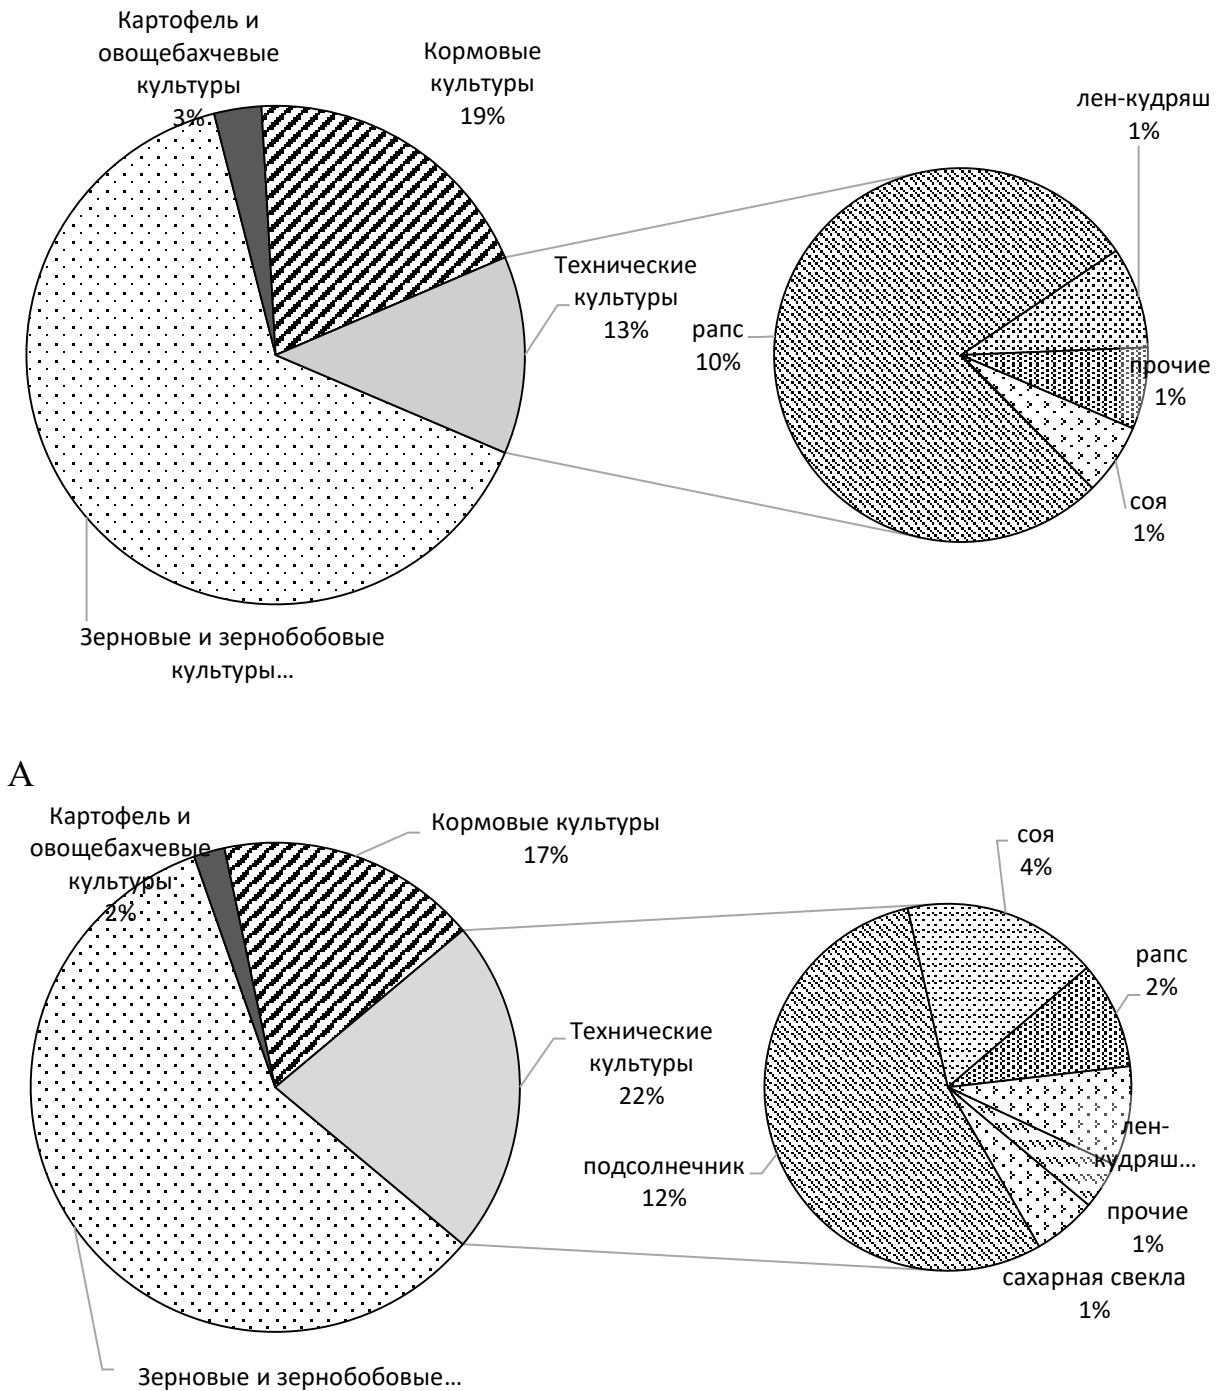 Картофель и
овощебахчевые
культуры
3%
Кормовые
культуры
19%
Технические
культуры
13%
Зерновые и зернобобовые
культуры…
лен-кудряш
1%
рапс
10%
прочие
1%
соя
1%
А
Картофель и
овощебахчевые
культуры
2%
Кормовые культуры
17%
Технические
культуры
22%
Зерновые и зернобобовые…
соя
4%
рапс
2%
лен-
кудряш…
подсолнечник
12%
прочие
1%
сахарная свекла
1%